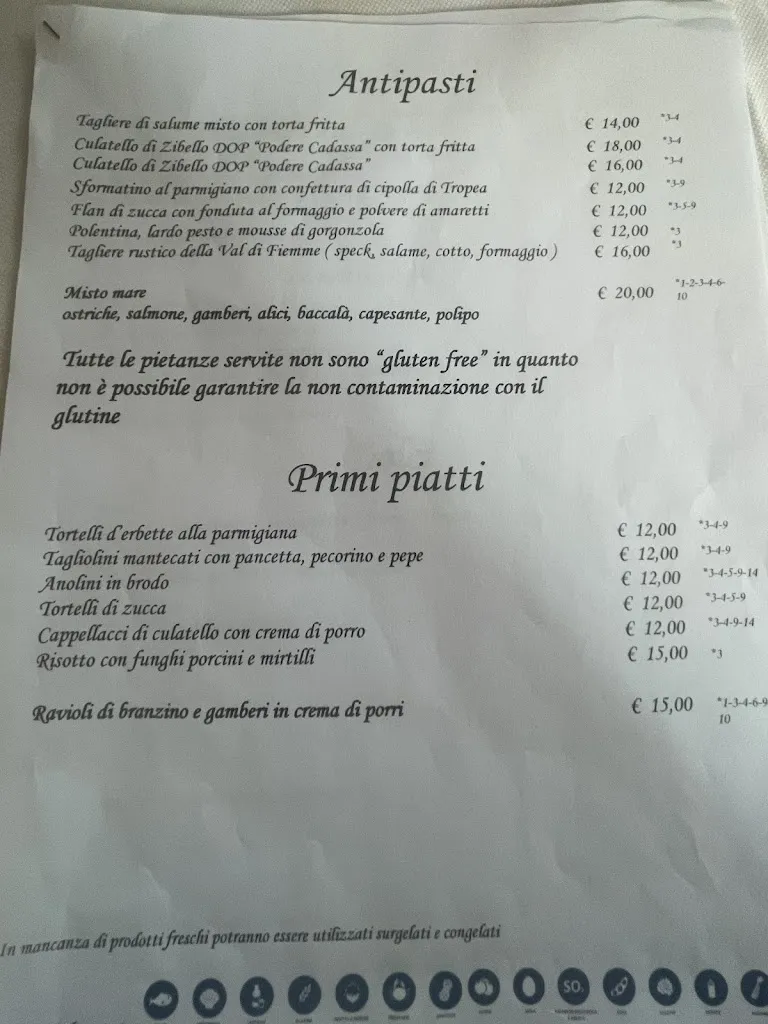 Antipasti
Tagliere di salume misto con torta fritta € 14,00 *3-4
Culatello di Zibello DOP "Podere Cadassa" con torta fritta € 18,00 *3-4
Culatello di Zibello DOP "Podere Cadassa" € 16,00 *3-4
Sformatino al parmigiano con confettura di cipolla di Tropea € 12,00 *3-9
Flan di zucca con fonduta al formaggio e polvere di amaretti € 12,00 *3-5-9
Polentina, lardo pesto e mousse di gorgonzola € 12,00 *3
Tagliere rustico della Val di Fiemme ( speck, salame, cotto, formaggio ) € 16,00 *3
Misto mare € 20,00 *1-2-3-4-6-
10
ostriche, salmone, gamberi, alici, baccalà, capesante, polipo
Tutte le pietanze servite non sono "gluten free" in quanto
non è possibile garantire la non contaminazione con il
glutine
Primi piatti
Tortelli d'erbette alla parmigiana € 12,00 *3-4-9
Tagliolini mantecati con pancetta, pecorino e pepe € 12,00 *3-4-9
Anolini in brodo € 12,00 *3-4-5-9-14
Tortelli di zucca € 12,00 *3-4-5-9
Cappellacci di culatello con crema di porro € 12,00 *3-4-9-14
Risotto con funghi porcini e mirtilli € 15,00 *3
Ravioli di branzino e gamberi in crema di porri € 15,00 *1-3-4-6-9
10
In mancanza di prodotti freschi potranno essere utilizzati surgelati e congelati
SO₂